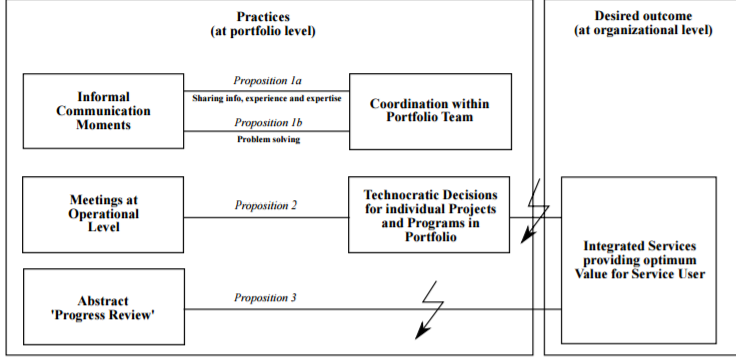 Practices
(at portfolio level)
Desired outcome
(at organizational level)
Informal
Communication
Moments
Proposition 1a
Sharing info, experience and expertise
Proposition 1b
Problem solving
Coordination within
Portfolio Team
Meetings at
Operational
Level
Proposition 2
Technocratic Decisions
for individual Projects
and Programs in
Portfolio
Integrated Services
providing optimum
Value for Service User
Abstract
'Progress Review'
Proposition 3